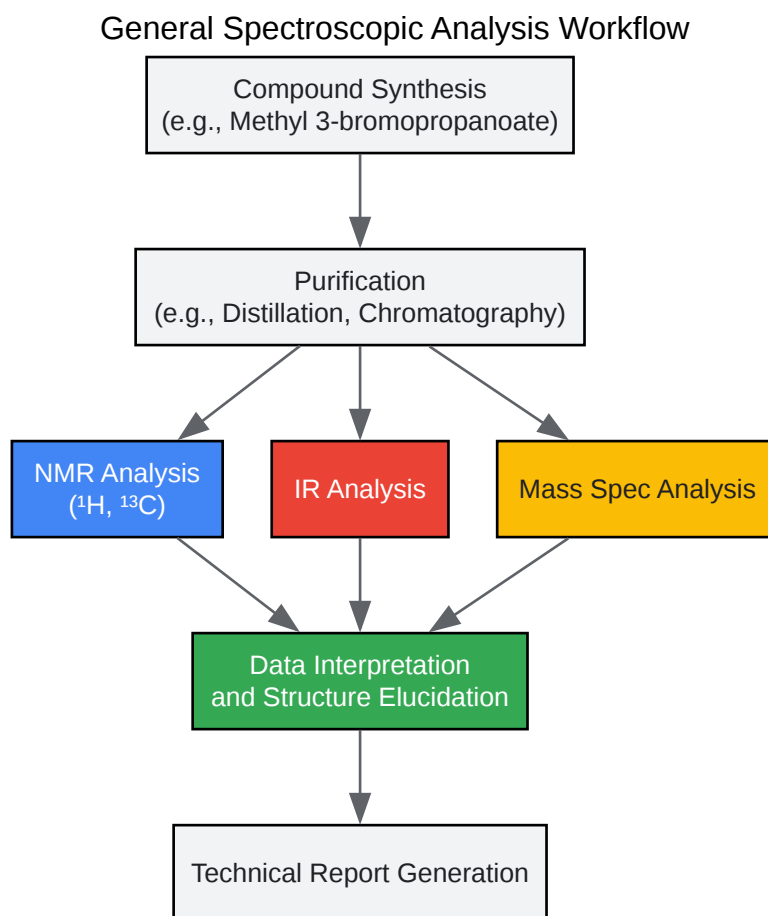 General Spectroscopic Analysis Workflow
Compound Synthesis
(e.g., Methyl 3-bromopropanoate)
Purification
(e.g., Distillation, Chromatography)
NMR Analysis
(¹H, ¹³C)
IR Analysis
Mass Spec Analysis
Data Interpretation
and Structure Elucidation
Technical Report Generation